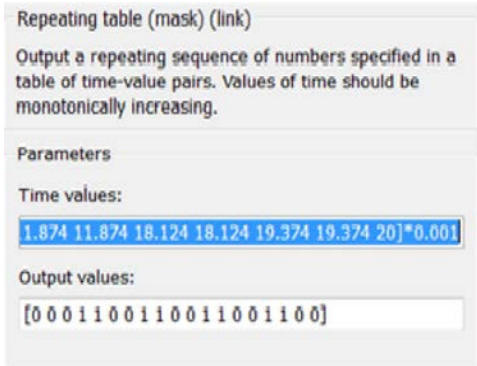 Repeating table (mask) (link)
Output a repeating sequence of numbers specified in a
table of time-value pairs. Values of time should be
monotonically increasing.
Parameters
Time values:
1.874 11.874 18.124 18.124 19.374 19.374 20]*0.001
Output values:
[0 0 0 1 1 0 0 1 1 0 0 1 1 0 0 1 1 0 0]